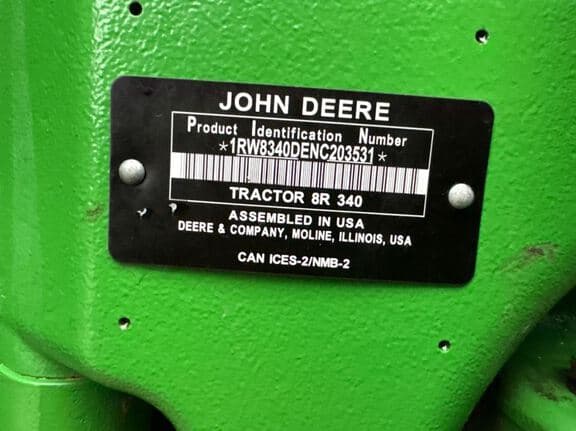 JOHN DEERE
Product Identification Number
*1RW8340DENC203531*
TRACTOR 8R 340
ASSEMBLED IN USA
DEERE & COMPANY, MOLINE, ILLINOIS, USA
CAN ICES-2/NMB-2